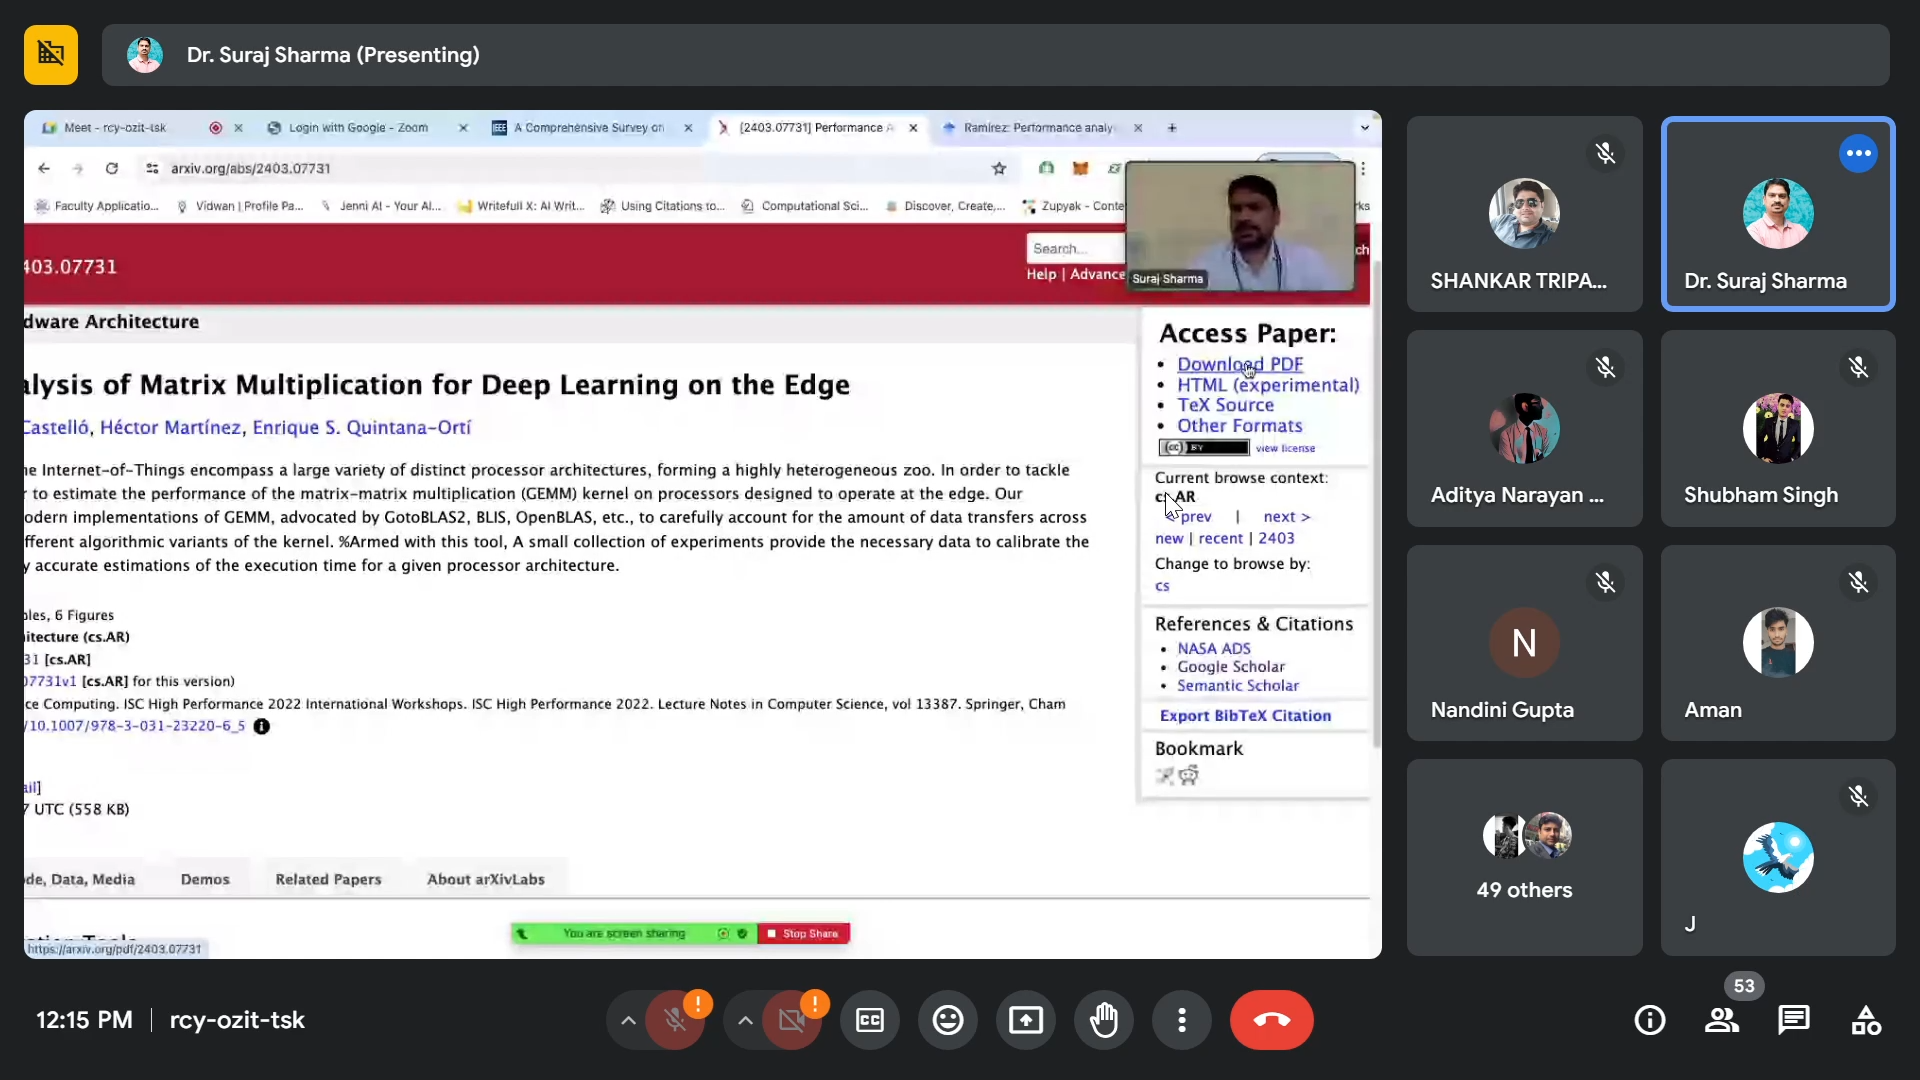 Dr. Suraj Sharma (Presenting)
Meet - rcy-ozit-tsk
Login with Google - Zoom
IEEE A Comprehensive Survey on
[2403.07731] Performance A
Ramirez: Performance analy
arxiv.org/abs/2403.07731
Faculty Applicatio...
Vidwan | Profile Pa...
Jenni AI - Your AI...
Writefull X: AI Writ...
Using Citations to...
Computational Sci...
Discover, Create,...
Zupyak - Conte
403.07731
Search...
Help | Advance
Suraj Sharma
dware Architecture
alysis of Matrix Multiplication for Deep Learning on the Edge
Castelló, Héctor Martínez, Enrique S. Quintana-Ortí
ne Internet-of-Things encompass a large variety of distinct processor architectures, forming a highly heterogeneous zoo. In order to tackle
r to estimate the performance of the matrix-matrix multiplication (GEMM) kernel on processors designed to operate at the edge. Our
odern implementations of GEMM, advocated by GotoBLAS2, BLIS, OpenBLAS, etc., to carefully account for the amount of data transfers across
fferent algorithmic variants of the kernel. %Armed with this tool, A small collection of experiments provide the necessary data to calibrate the
y accurate estimations of the execution time for a given processor architecture.
bles, 6 Figures
itecture (cs.AR)
31 [cs.AR]
07731v1 [cs.AR] for this version)
ce Computing. ISC High Performance 2022 International Workshops. ISC High Performance 2022. Lecture Notes in Computer Science, vol 13387. Springer, Cham
/10.1007/978-3-031-23220-6_5
ail]
7 UTC (558 KB)
ode, Data, Media
Demos
Related Papers
About arXivLabs
https://arxiv.org/pdf/2403.07731
You are screen sharing
Stop Share
Access Paper:
Download PDF
HTML (experimental)
TeX Source
Other Formats
(cc) BY
view license
Current browse context:
cs.AR
< prev | next >
new | recent | 2403
Change to browse by:
cs
References & Citations
NASA ADS
Google Scholar
Semantic Scholar
Export BibTeX Citation
Bookmark
SHANKAR TRIPA...
Dr. Suraj Sharma
Aditya Narayan ...
Shubham Singh
N
Nandini Gupta
Aman
49 others
J
12:15 PM
rcy-ozit-tsk
CC
53